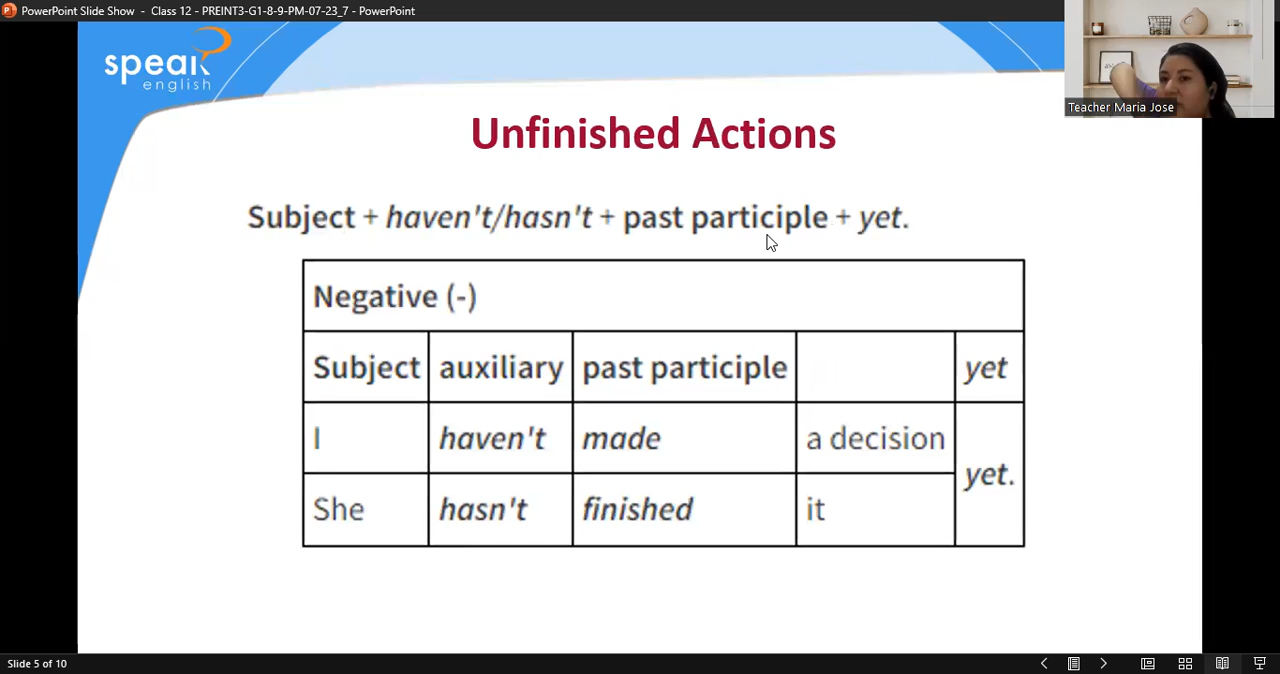 PowerPoint Slide Show - Class 12 - PREINT3-G1-8-9-PM-07-23_7 - PowerPoint
speak
english
Teacher Maria Jose
Unfinished Actions
Subject + haven't/hasn't + past participle + yet.
Negative (-)
Subject auxiliary past participle yet
I haven't made a decision
yet.
She hasn't finished it
Slide 5 of 10